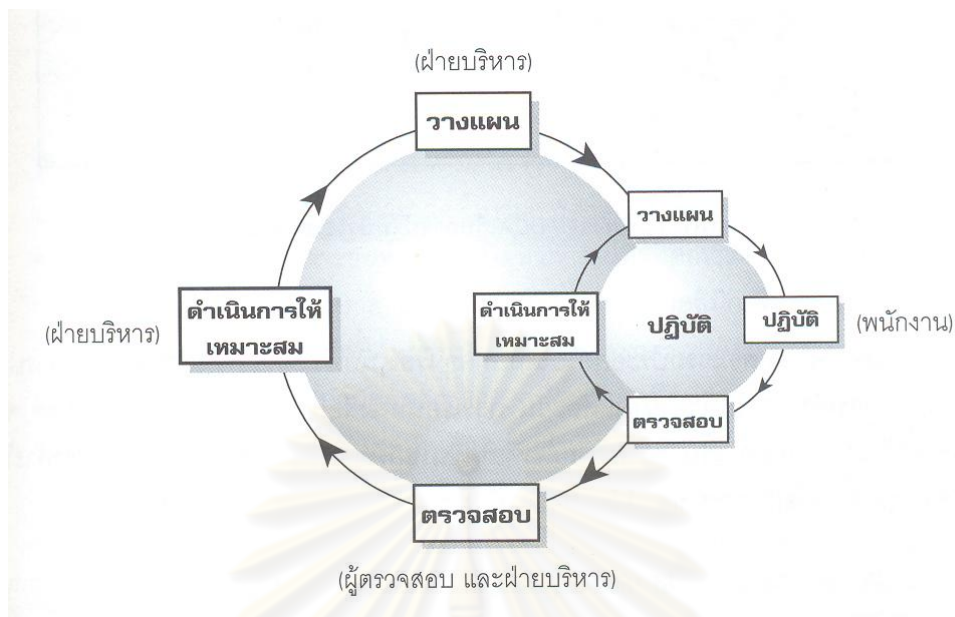 (ฝ่ายบริหาร)
วางแผน
วางแผน
(ฝ่ายบริหาร)
ดำเนินการให้
เหมาะสม
ดำเนินการให้
เหมาะสม
ปฏิบัติ
ปฏิบัติ
(พนักงาน)
ตรวจสอบ
ตรวจสอบ
(ผู้ตรวจสอบ และฝ่ายบริหาร)